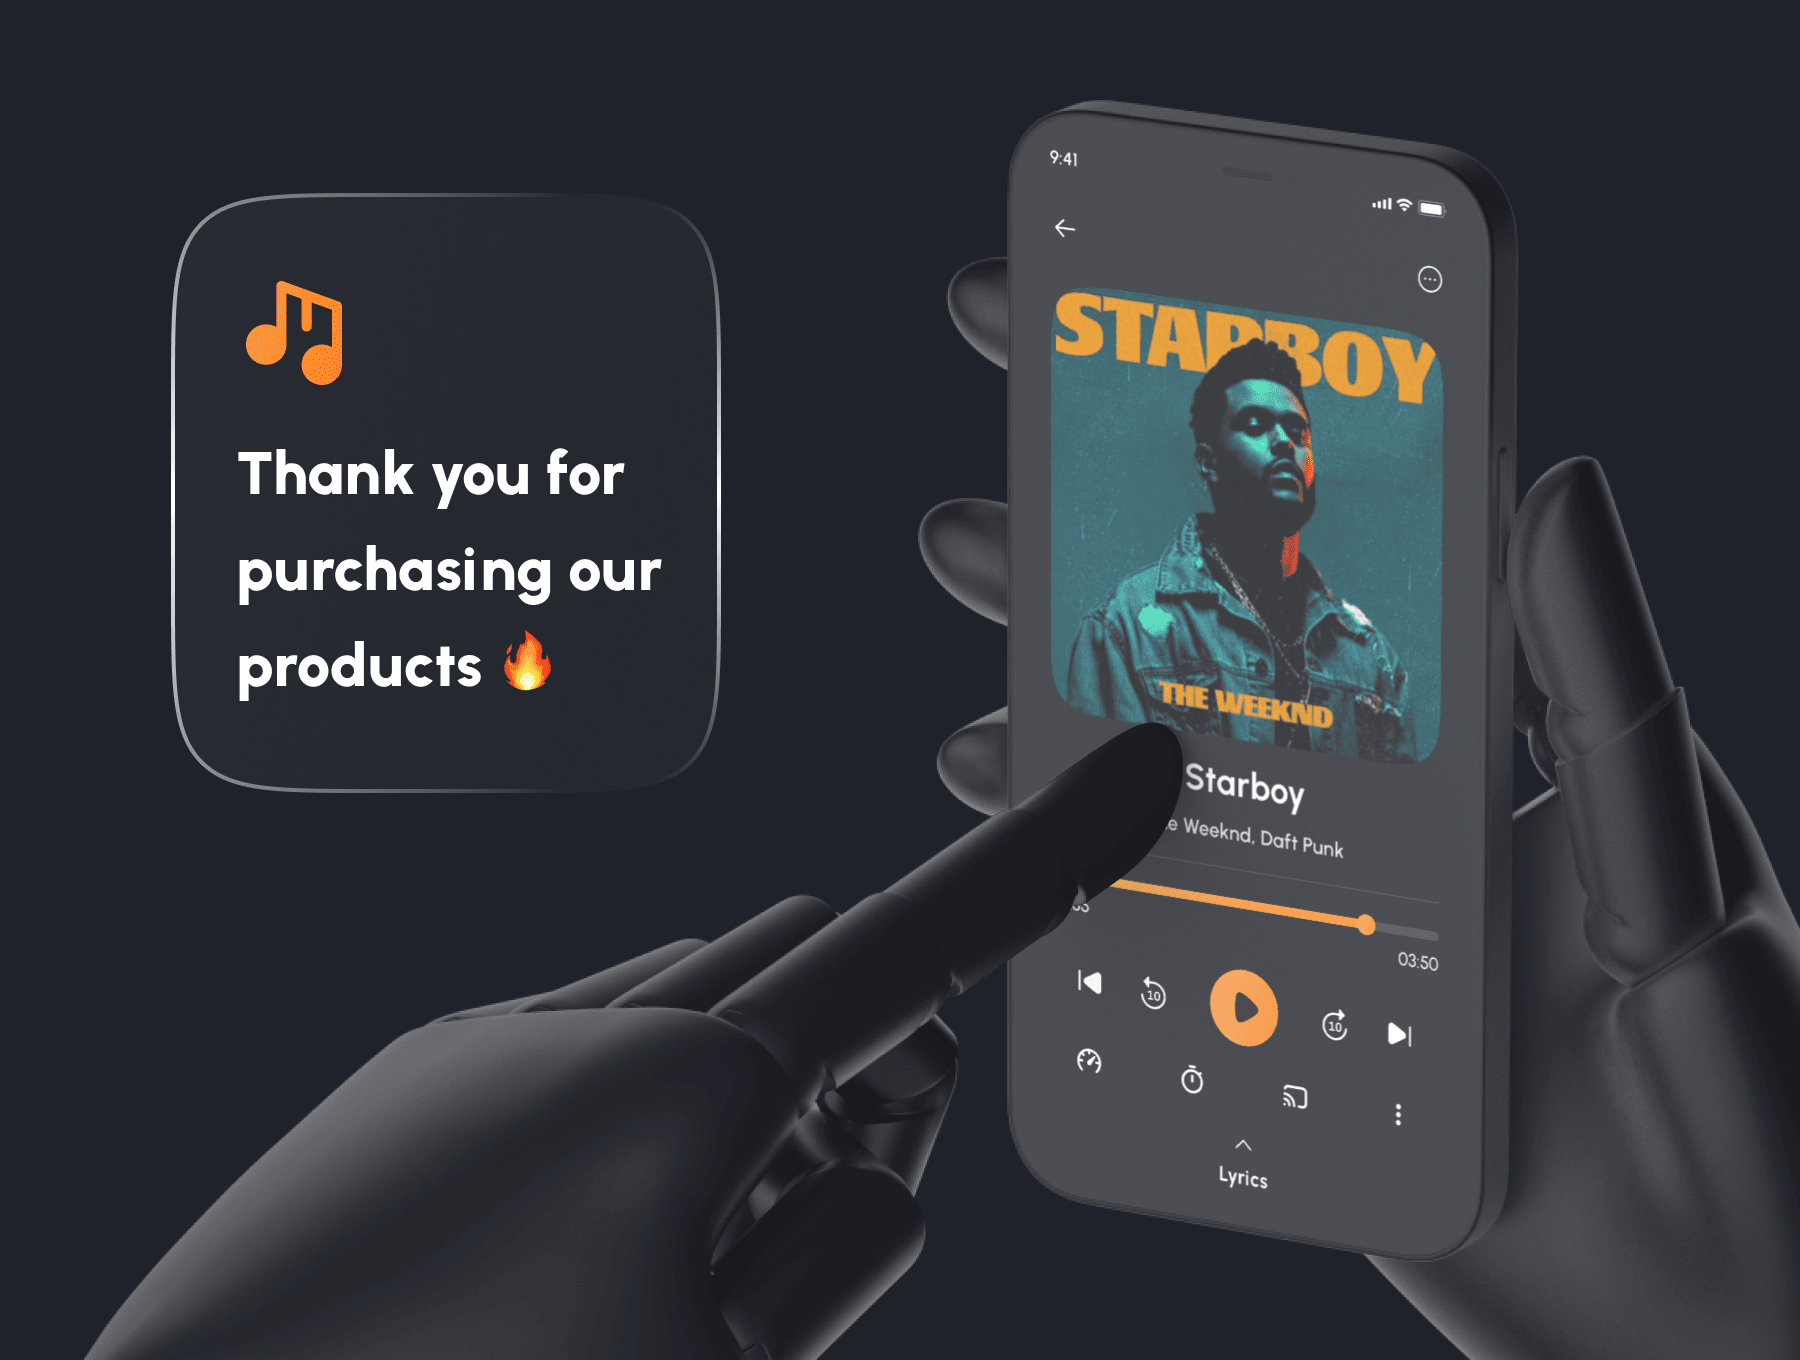 Thank you for
purchasing our
products 🔥
9:41
STARBOY
THE WEEKND
Starboy
Weeknd, Daft Punk
03:50
10
10
Lyrics